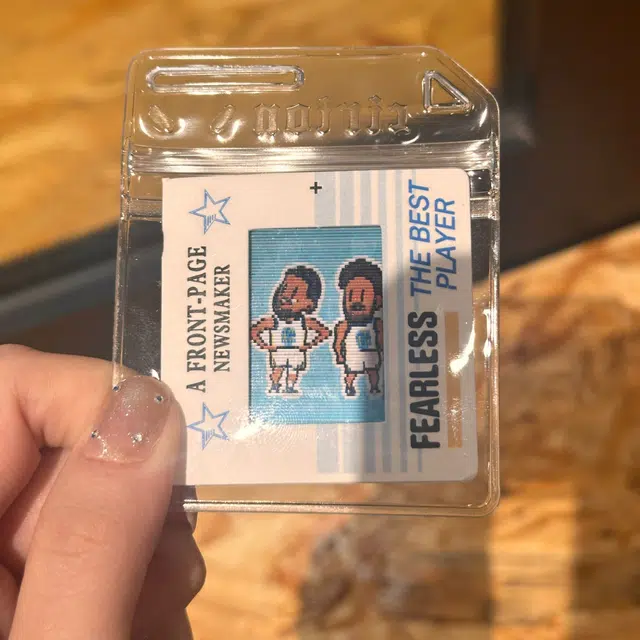 A FRONT-PAGE
NEWSMAKER
FEARLESS THE BEST
PLAYER